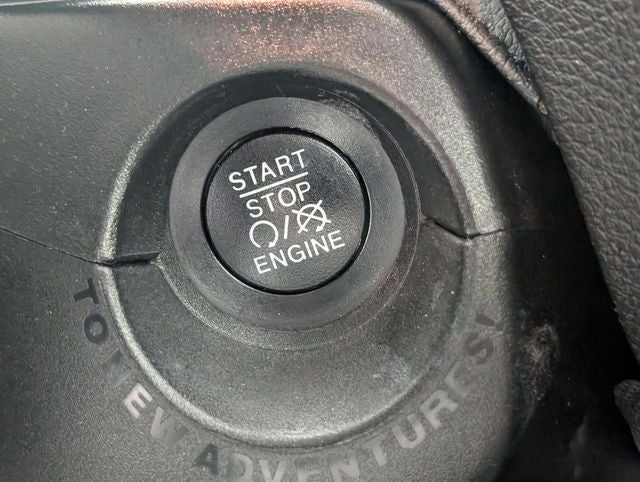 START
STOP
ENGINE
TO NEW ADVENTURES!